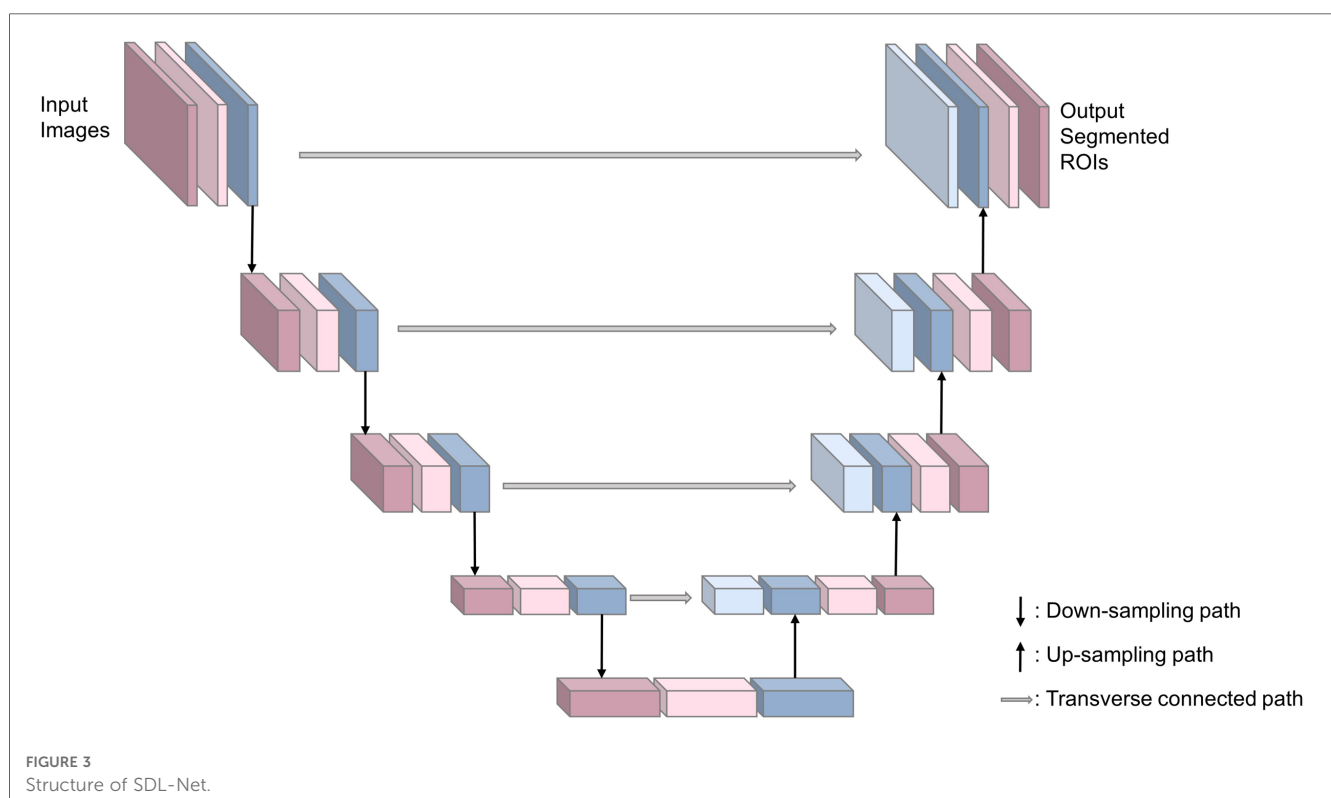 Input
Images
Output
Segmented
ROIs
: Down-sampling path
: Up-sampling path
: Transverse connected path
FIGURE 3
Structure of SDL-Net.